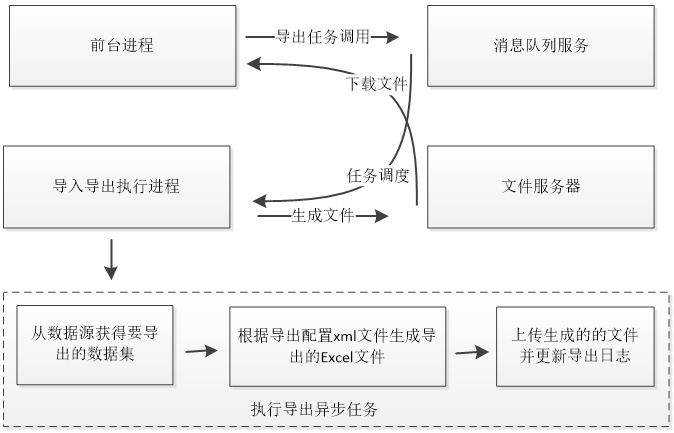 前台进程
导出任务调用
消息队列服务
下载文件
导入导出执行进程
任务调度
文件服务器
生成文件
从数据源获得要导
出的数据集
根据导出配置xml文件生成导
出的Excel文件
上传生成的的文件
并更新导出日志
执行导出异步任务